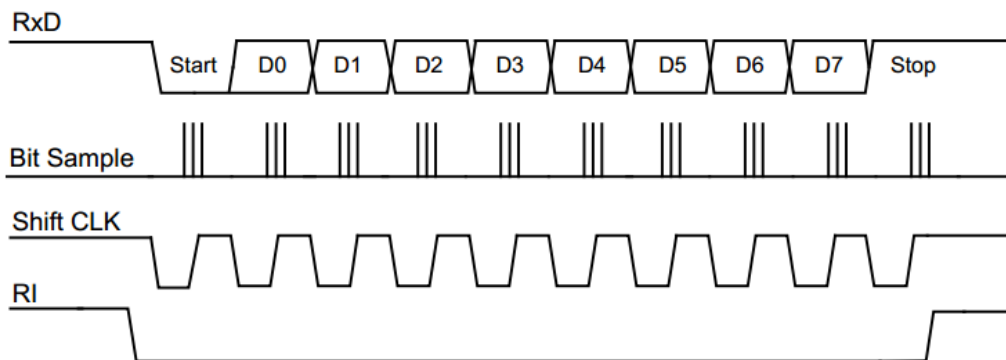 RxD
Start D0 D1 D2 D3 D4 D5 D6 D7 Stop
Bit Sample
Shift CLK
RI